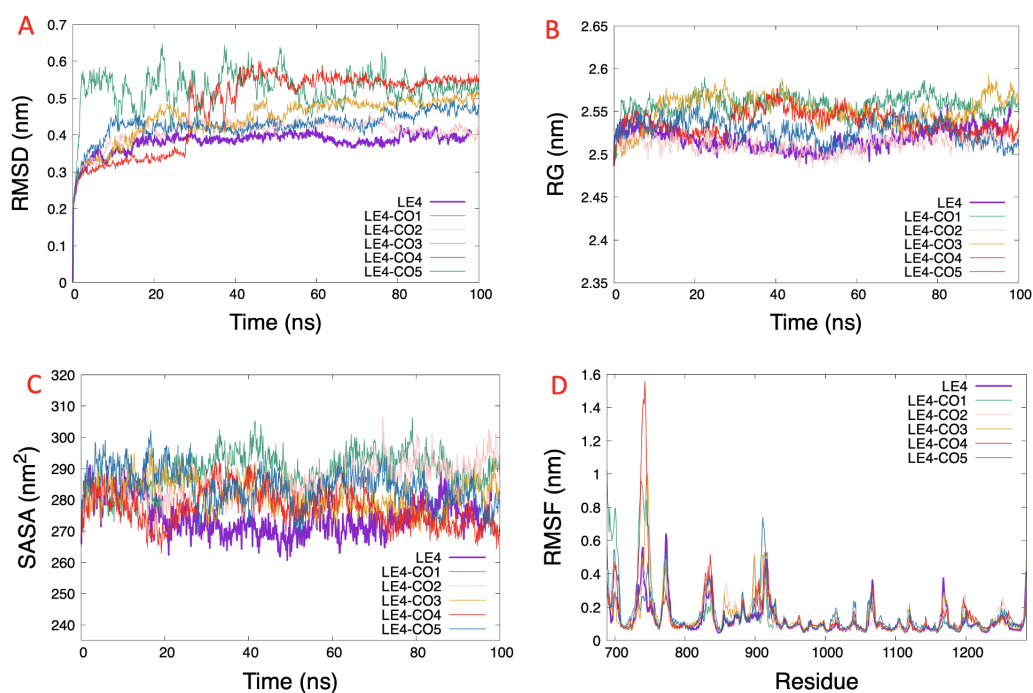 A
RMSD (nm)
0.7
0.6
0.5
0.4
0.3
0.2
0.1
0
0 20 40 60 80 100
Time (ns)
LE4
LE4-CO1
LE4-CO2
LE4-CO3
LE4-CO4
LE4-CO5
B
RG (nm)
2.65
2.6
2.55
2.5
2.45
2.4
2.35
0 20 40 60 80 100
Time (ns)
LE4
LE4-CO1
LE4-CO2
LE4-CO3
LE4-CO4
LE4-CO5
C
SASA (nm²)
320
310
300
290
280
270
260
250
240
0 20 40 60 80 100
Time (ns)
LE4
LE4-CO1
LE4-CO2
LE4-CO3
LE4-CO4
LE4-CO5
D
RMSF (nm)
1.6
1.4
1.2
1
0.8
0.6
0.4
0.2
0
700 800 900 1000 1100 1200
Residue
LE4
LE4-CO1
LE4-CO2
LE4-CO3
LE4-CO4
LE4-CO5